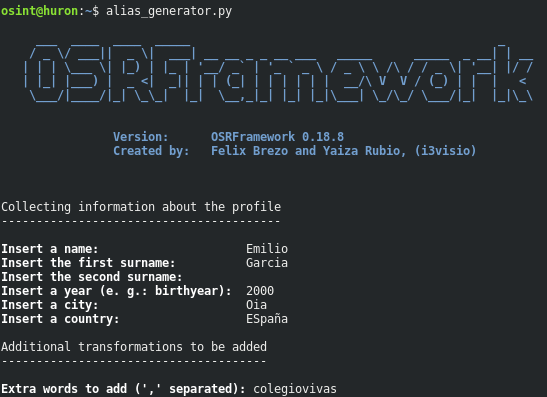 osint@huron:~$ alias_generator.py
OSRFramework
Version: OSRFramework 0.18.8
Created by: Felix Brezo and Yaiza Rubio, (i3visio)
Collecting information about the profile
----------------------------------------
Insert a name: Emilio
Insert the first surname: Garcia
Insert the second surname:
Insert a year (e. g.: birthyear): 2000
Insert a city: Oia
Insert a country: ESpaña
Additional transformations to be added
--------------------------------------
Extra words to add (',' separated): colegiovivas